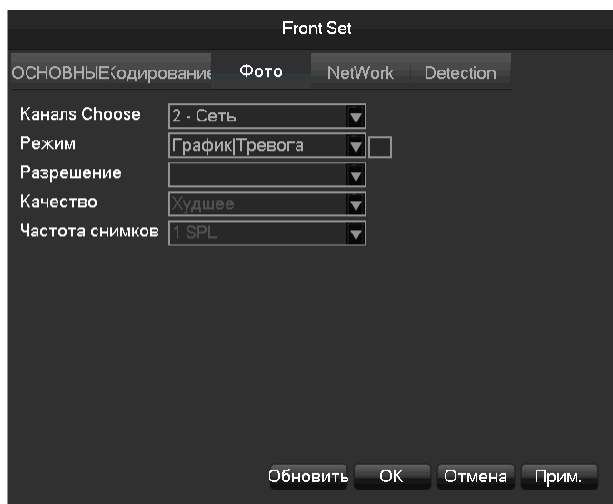 Front Set
ОСНОВНЫЕ Кодирование Фото NetWork Detection
Каналs Choose 2 - Сеть
Режим График|Тревога
Разрешение
Качество Худшее
Частота снимков 1 SPL
Обновить OK Отмена Прим.